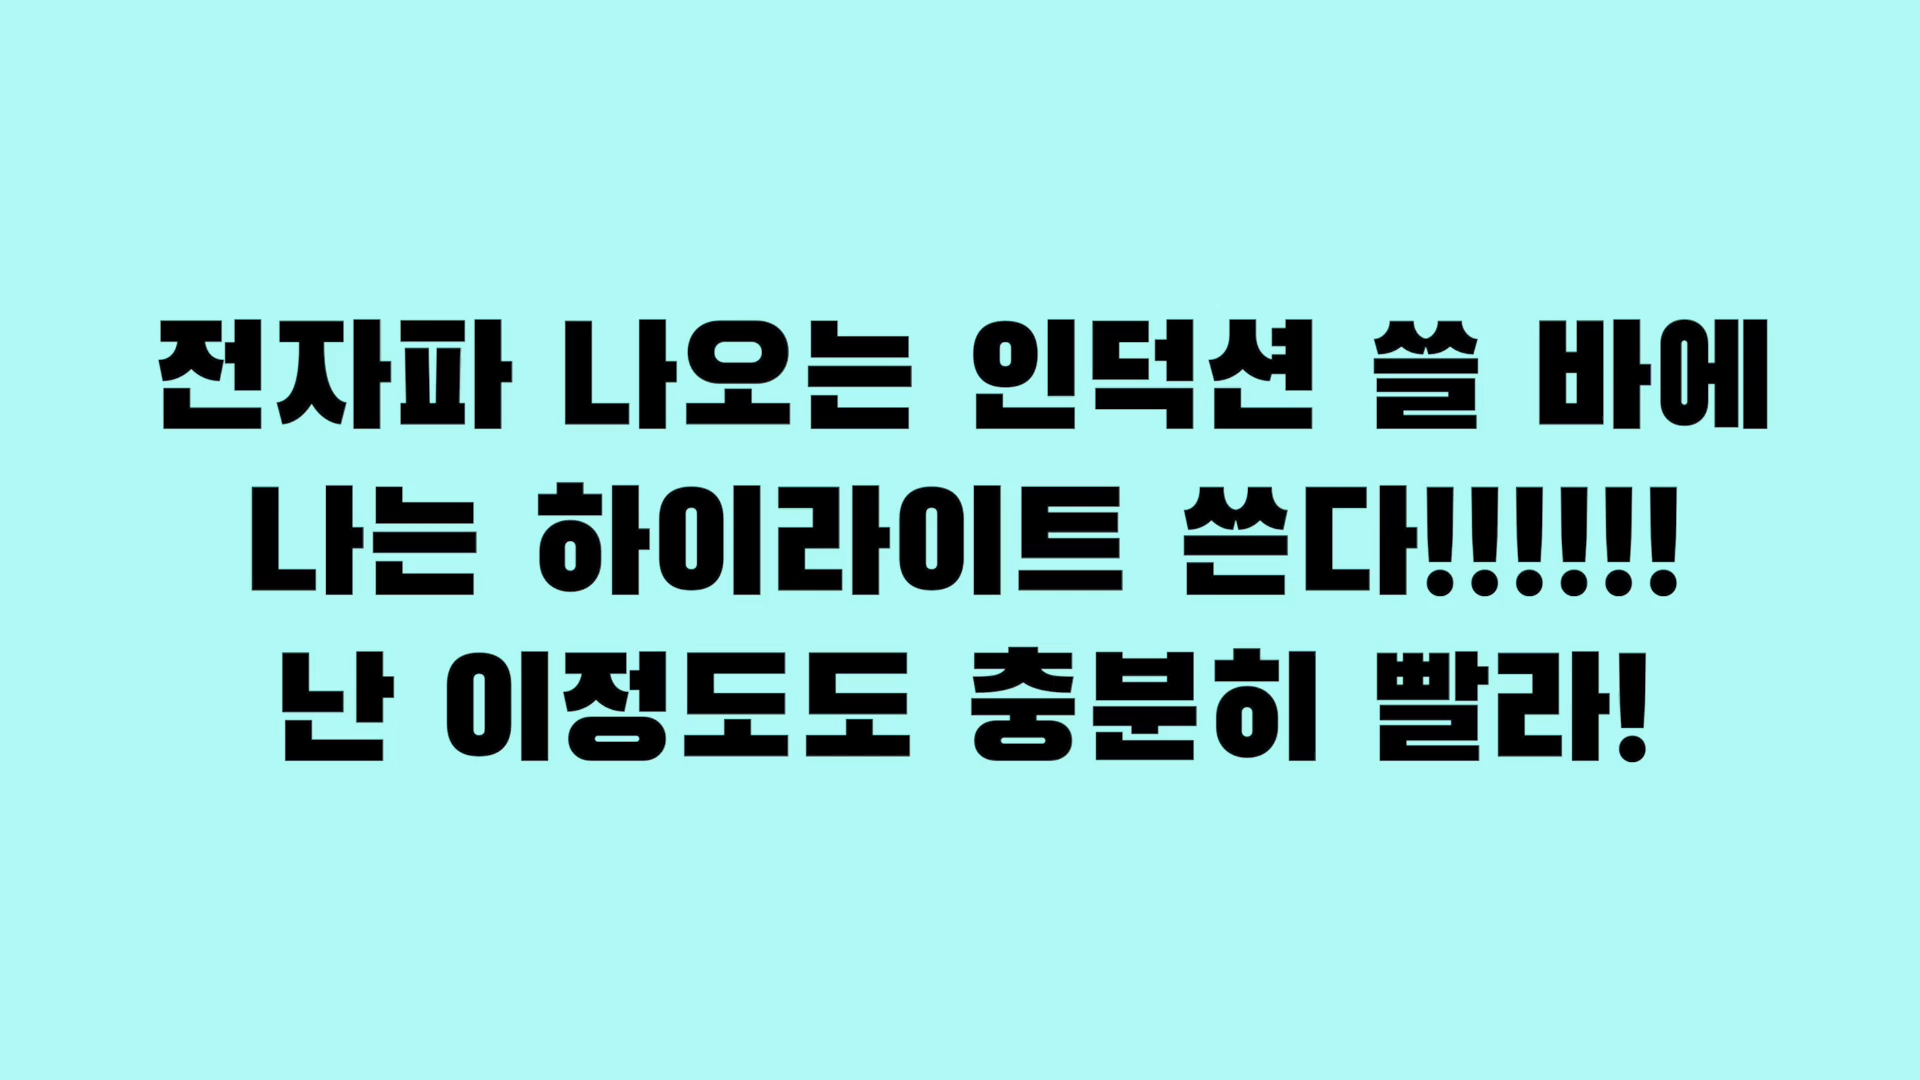 전자파 나오는 인덕션 쓸 바에
나는 하이라이트 쓴다!!!!!!
난 이정도도 충분히 빨라!